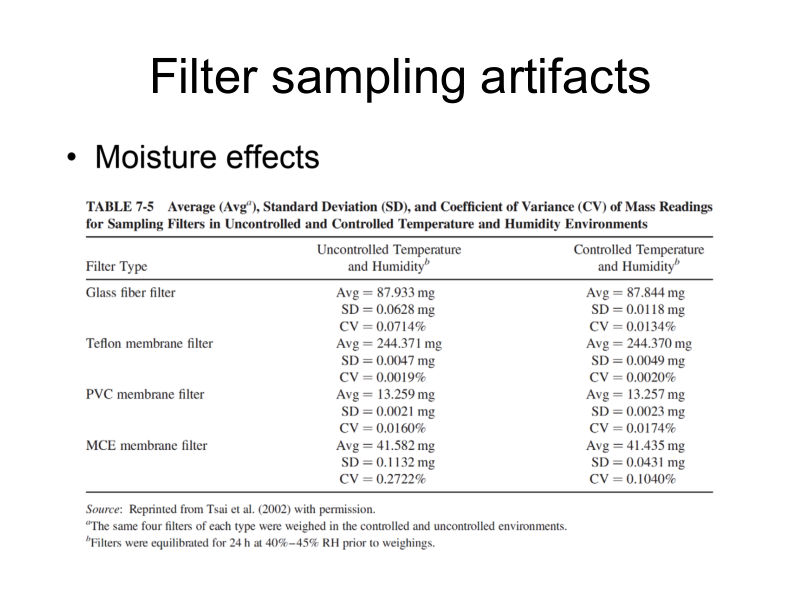 Filter sampling artifacts
• Moisture effects
TABLE 7-5 Average (Avgᵃ), Standard Deviation (SD), and Coefficient of Variance (CV) of Mass Readings
for Sampling Filters in Uncontrolled and Controlled Temperature and Humidity Environments
Uncontrolled Temperature Controlled Temperature
Filter Type and Humidityᵇ and Humidityᵇ
Glass fiber filter Avg = 87.933 mg Avg = 87.844 mg
SD = 0.0628 mg SD = 0.0118 mg
CV = 0.0714% CV = 0.0134%
Teflon membrane filter Avg = 244.371 mg Avg = 244.370 mg
SD = 0.0047 mg SD = 0.0049 mg
CV = 0.0019% CV = 0.0020%
PVC membrane filter Avg = 13.259 mg Avg = 13.257 mg
SD = 0.0021 mg SD = 0.0023 mg
CV = 0.0160% CV = 0.0174%
MCE membrane filter Avg = 41.582 mg Avg = 41.435 mg
SD = 0.1132 mg SD = 0.0431 mg
CV = 0.2722% CV = 0.1040%
Source: Reprinted from Tsai et al. (2002) with permission.
ᵃThe same four filters of each type were weighed in the controlled and uncontrolled environments.
ᵇFilters were equilibrated for 24 h at 40%–45% RH prior to weighings.